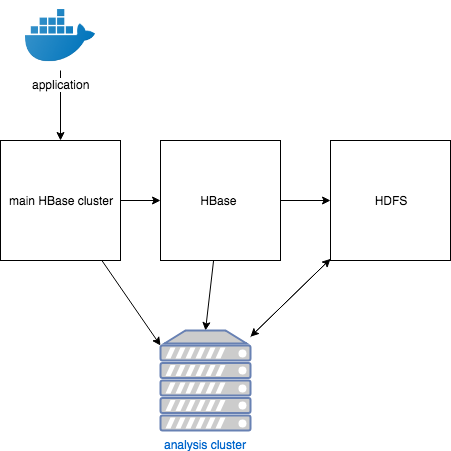 application
main HBase cluster
HBase
HDFS
analysis cluster